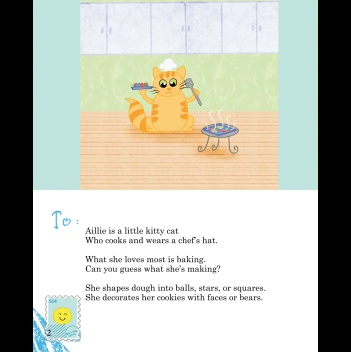 To:
Aillie is a little kitty cat
Who cooks and wears a chef's hat.
What she loves most is baking.
Can you guess what she's making?
She shapes dough into balls, stars, or squares.
She decorates her cookies with faces or bears.
2